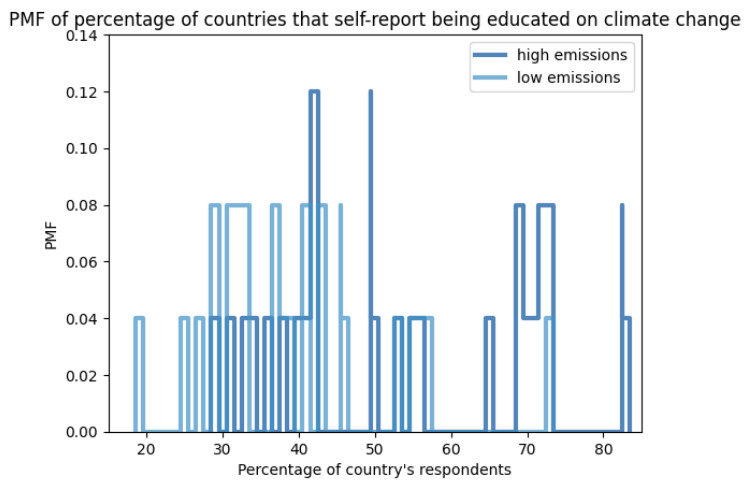 PMF of percentage of countries that self-report being educated on climate change
0.14
high emissions
low emissions
0.12
0.10
0.08
PMF
0.06
0.04
0.02
0.00
20 30 40 50 60 70 80
Percentage of country's respondents